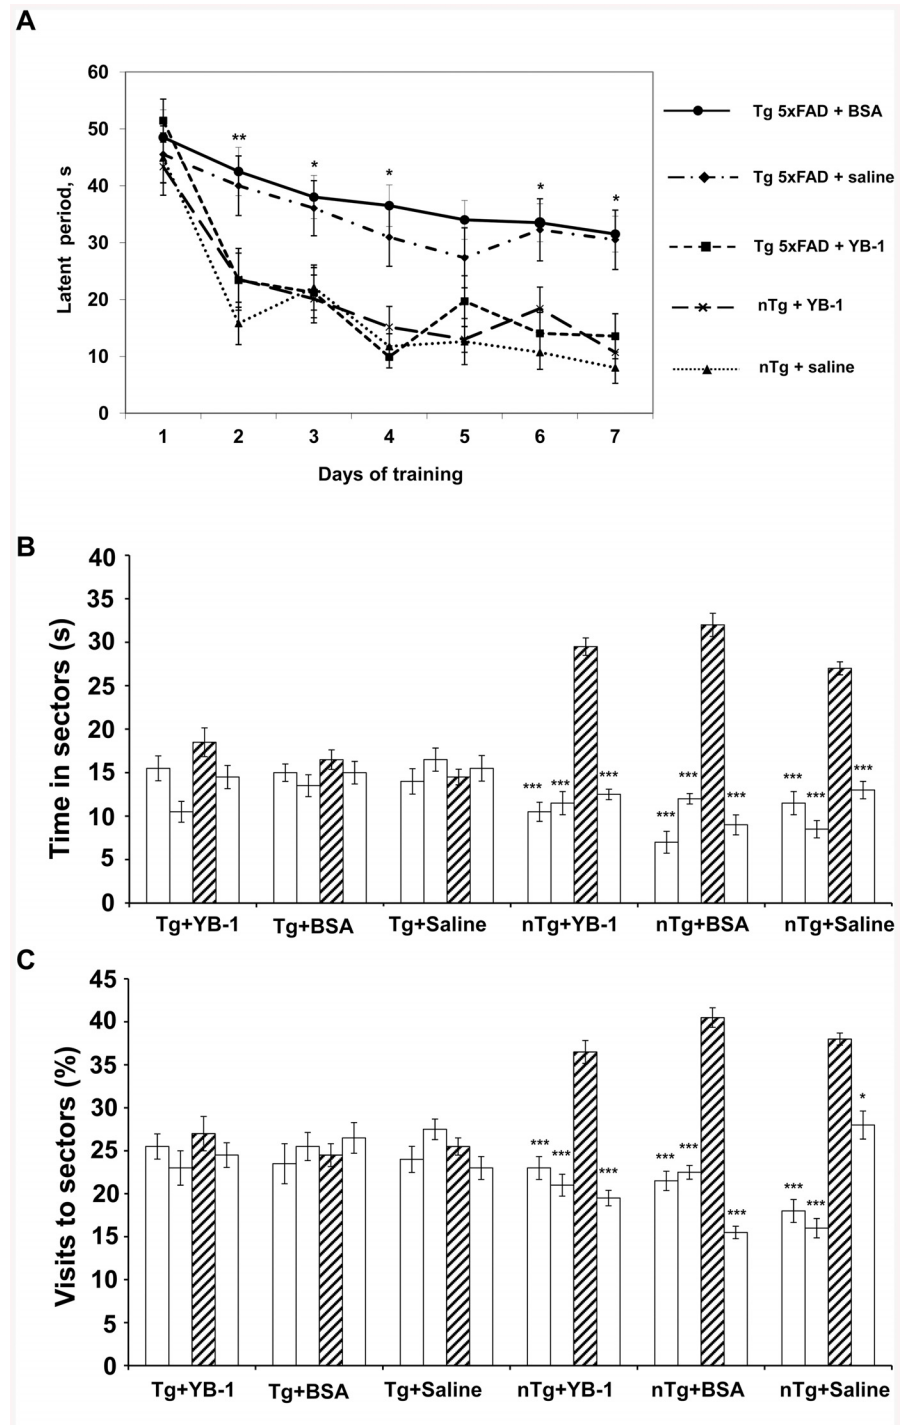 A
60
50
40
30
20
10
0
Latent period, s
**
*
*
*
*
1 2 3 4 5 6 7
Days of training
Tg 5xFAD + BSA
Tg 5xFAD + saline
Tg 5xFAD + YB-1
nTg + YB-1
nTg + saline
B
40
35
30
25
20
15
10
5
0
Time in sectors (s)
*** *** *** *** *** *** *** *** ***
Tg+YB-1 Tg+BSA Tg+Saline nTg+YB-1 nTg+BSA nTg+Saline
C
45
40
35
30
25
20
15
10
5
0
Visits to sectors (%)
*** *** *** *** *** *** *** *** *
Tg+YB-1 Tg+BSA Tg+Saline nTg+YB-1 nTg+BSA nTg+Saline